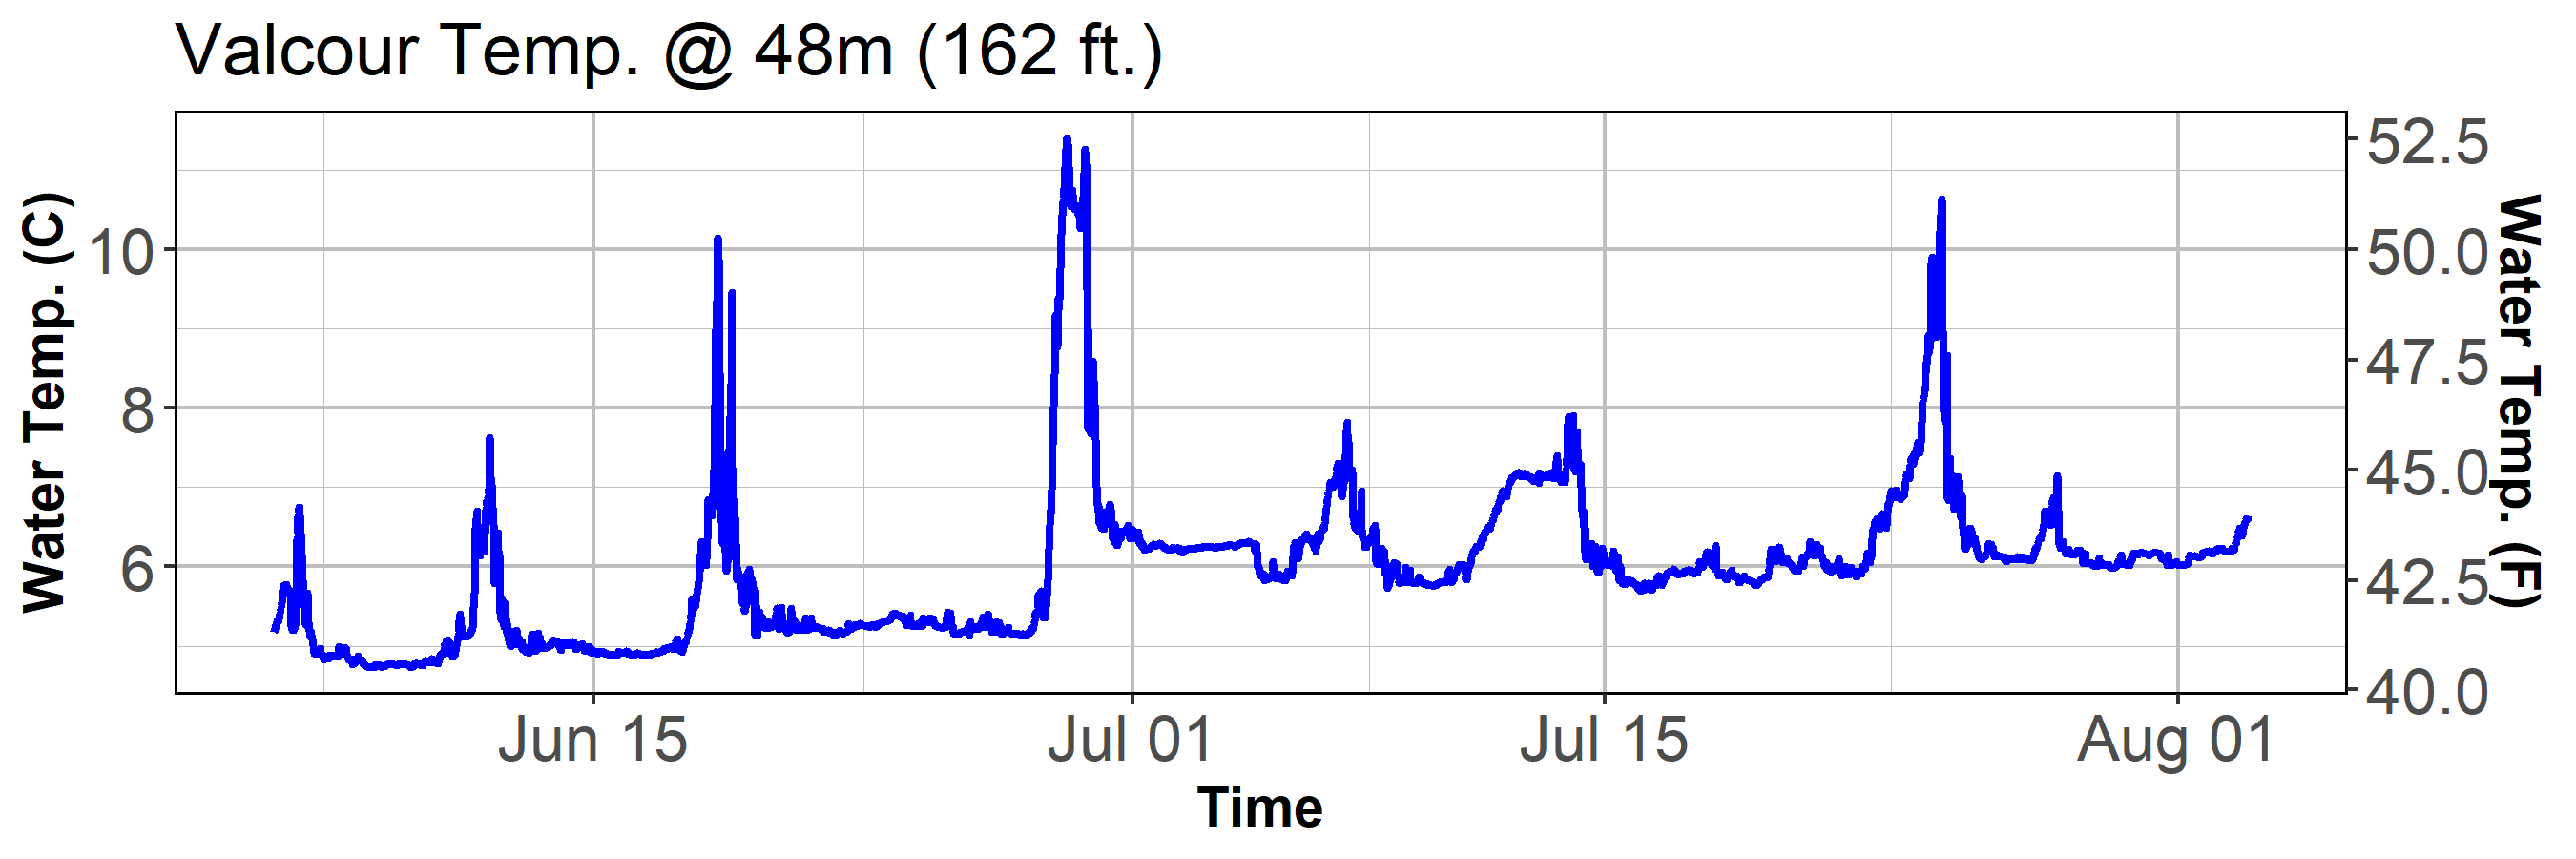 Valcour Temp. @ 48m (162 ft.)
Water Temp. (C)
10
8
6
52.5
50.0
47.5
45.0
42.5
40.0
Water Temp. (F)
Jun 15
Jul 01
Jul 15
Aug 01
Time